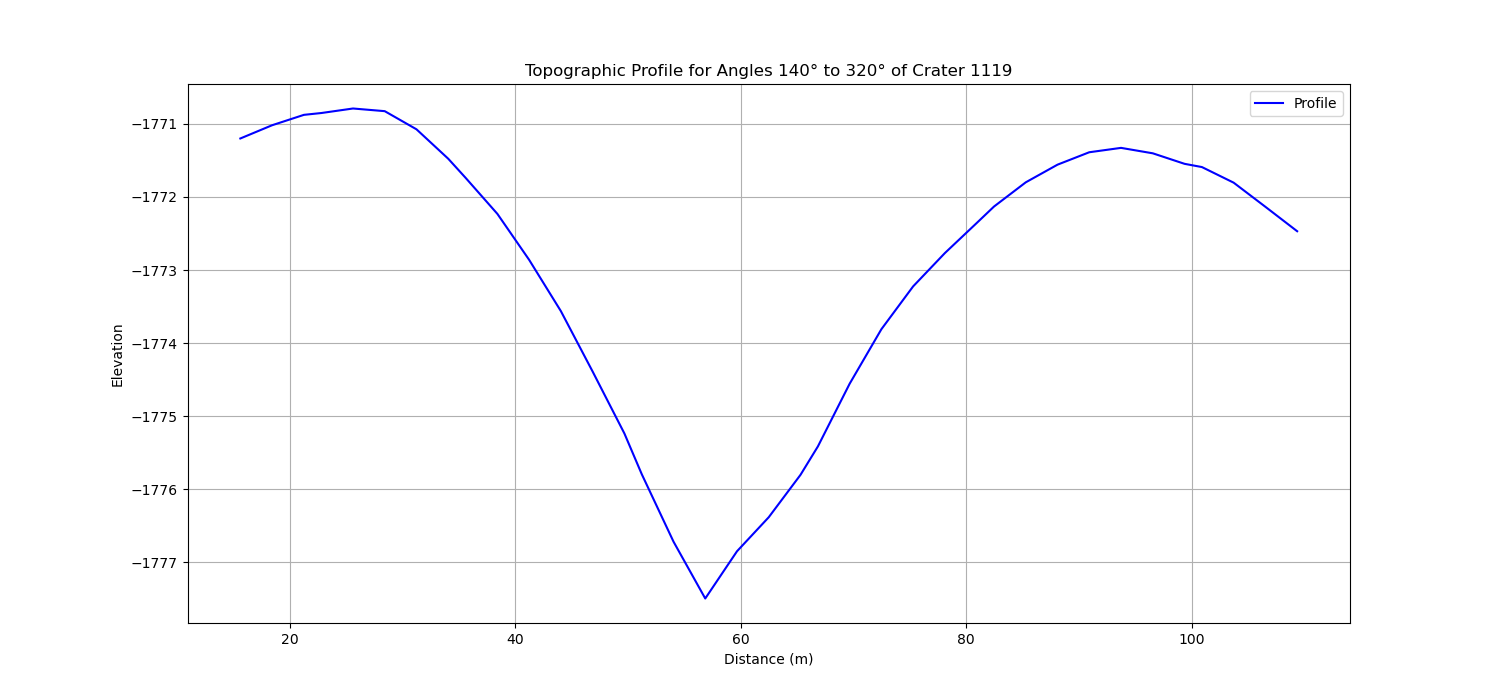 Topographic Profile for Angles 140° to 320° of Crater 1119
Profile
−1771
−1772
−1773
−1774
−1775
−1776
−1777
Elevation
20 40 60 80 100
Distance (m)